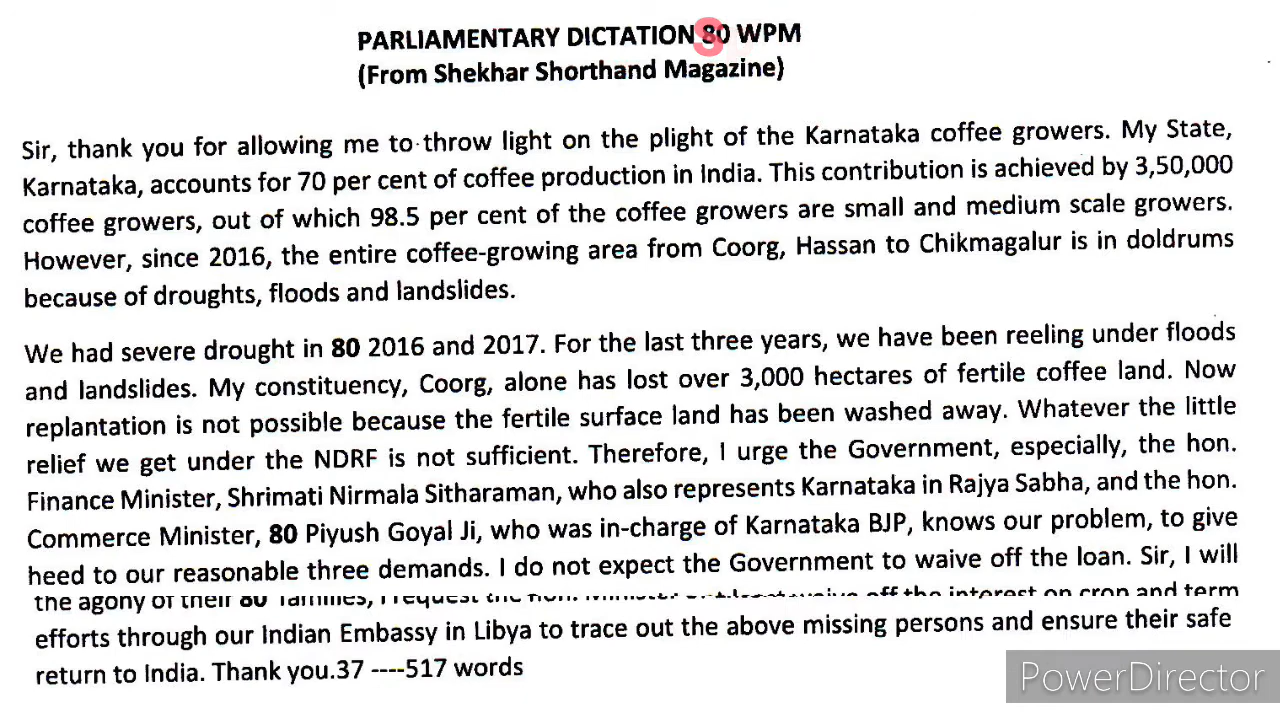 PARLIAMENTARY DICTATION 80 WPM
(From Shekhar Shorthand Magazine)
Sir, thank you for allowing me to throw light on the plight of the Karnataka coffee growers. My State,
Karnataka, accounts for 70 per cent of coffee production in India. This contribution is achieved by 3,50,000
coffee growers, out of which 98.5 per cent of the coffee growers are small and medium scale growers.
However, since 2016, the entire coffee-growing area from Coorg, Hassan to Chikmagalur is in doldrums
because of droughts, floods and landslides.
We had severe drought in 80 2016 and 2017. For the last three years, we have been reeling under floods
and landslides. My constituency, Coorg, alone has lost over 3,000 hectares of fertile coffee land. Now
replantation is not possible because the fertile surface land has been washed away. Whatever the little
relief we get under the NDRF is not sufficient. Therefore, I urge the Government, especially, the hon.
Finance Minister, Shrimati Nirmala Sitharaman, who also represents Karnataka in Rajya Sabha, and the hon.
Commerce Minister, 80 Piyush Goyal Ji, who was in-charge of Karnataka BJP, knows our problem, to give
heed to our reasonable three demands. I do not expect the Government to waive off the loan. Sir, I will
the agony of their 80 families, I request the hon. off the interest on crop and term
efforts through our Indian Embassy in Libya to trace out the above missing persons and ensure their safe
return to India. Thank you.37 ----517 words
PowerDirector